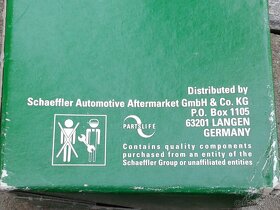 Distributed by
Schaeffler Automotive Aftermarket GmbH & Co. KG
P.O. Box 1105
63201 LANGEN
GERMANY
PARTSLIFE
Contains quality components
purchased from an entity of the
Schaeffler Group or unaffiliated entities